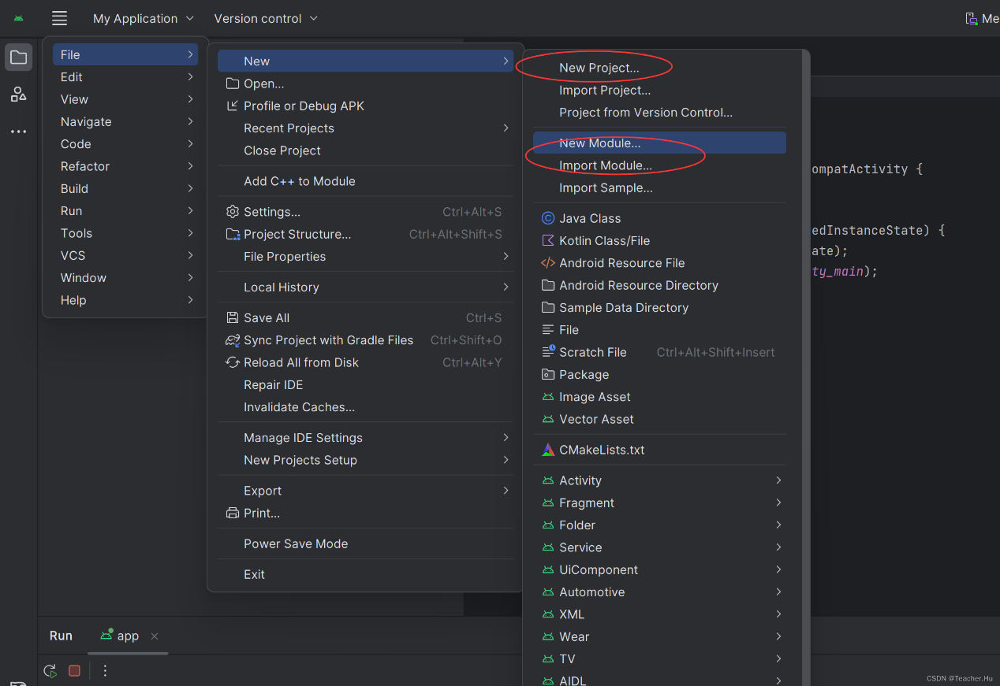 My Application
Version control
Me
File
Edit
View
Navigate
Code
Refactor
Build
Run
Tools
VCS
Window
Help
New
Open...
Profile or Debug APK
Recent Projects
Close Project
Add C++ to Module
Settings... Ctrl+Alt+S
Project Structure... Ctrl+Alt+Shift+S
File Properties
Local History
Save All Ctrl+S
Sync Project with Gradle Files Ctrl+Shift+O
Reload All from Disk Ctrl+Alt+Y
Repair IDE
Invalidate Caches...
Manage IDE Settings
New Projects Setup
Export
Print...
Power Save Mode
Exit
New Project...
Import Project...
Project from Version Control...
New Module...
Import Module...
Import Sample...
Java Class
Kotlin Class/File
Android Resource File
Android Resource Directory
Sample Data Directory
File
Scratch File Ctrl+Alt+Shift+Insert
Package
Image Asset
Vector Asset
CMakeLists.txt
Activity
Fragment
Folder
Service
UiComponent
Automotive
XML
Wear
TV
AIDL
ompatActivity {
edInstanceState) {
ate);
ty_main);
Run
app
CSDN @Teacher.Hu